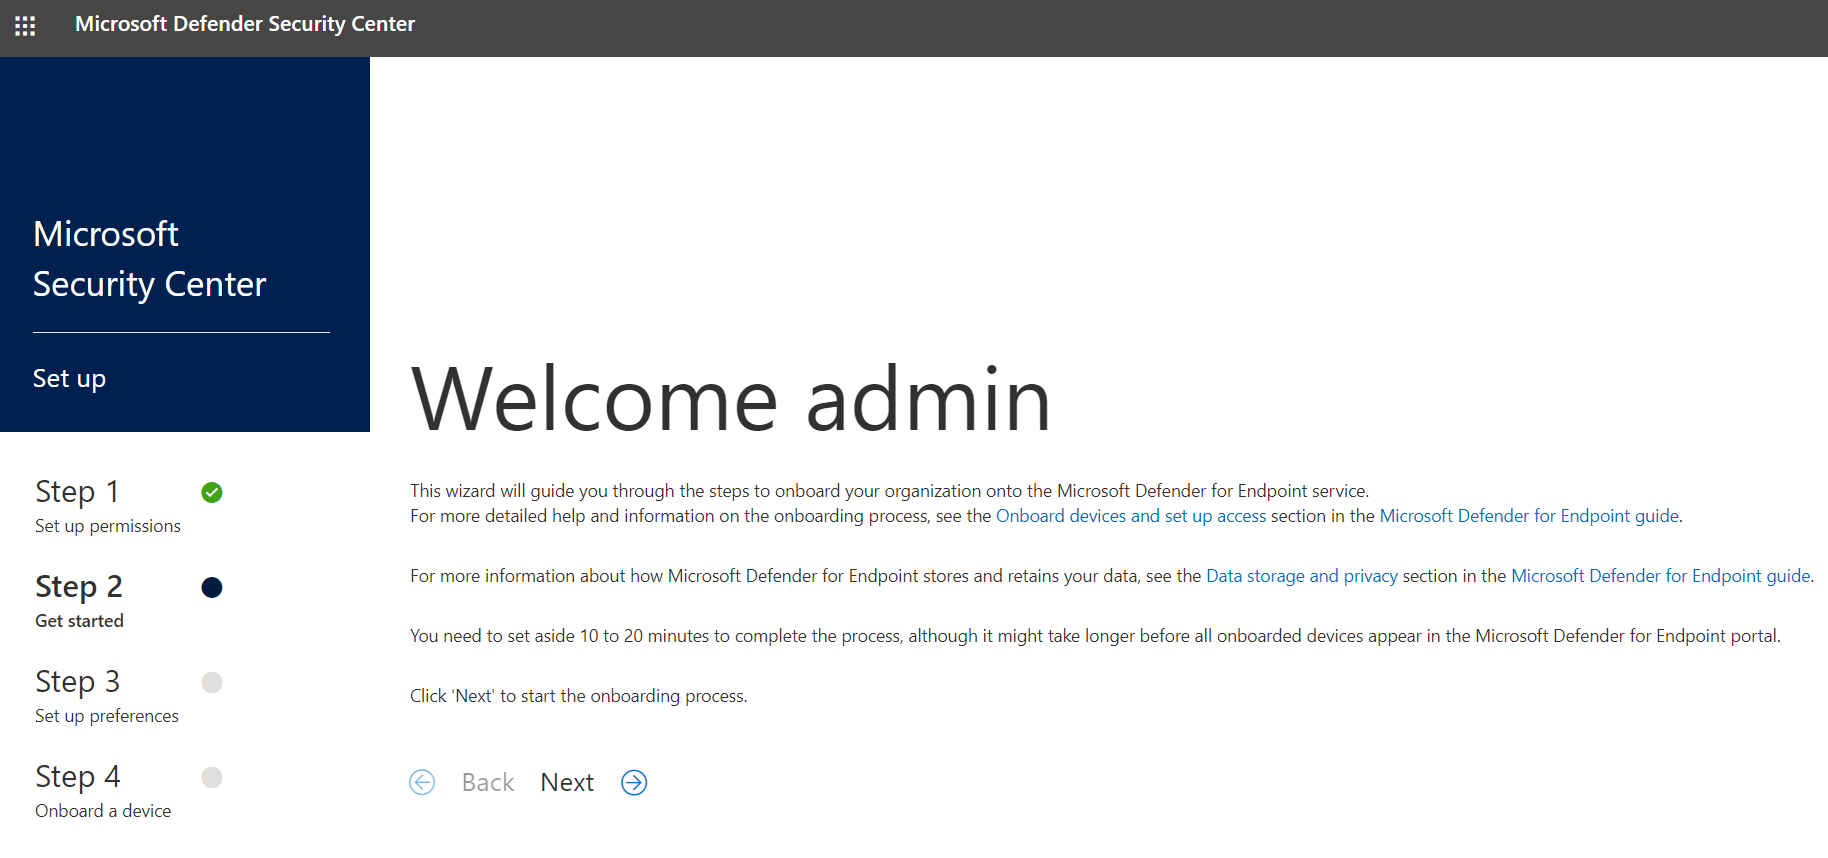 Microsoft Defender Security Center
Microsoft
Security Center
Set up
Step 1
Set up permissions
Step 2
Get started
Step 3
Set up preferences
Step 4
Onboard a device
Welcome admin
This wizard will guide you through the steps to onboard your organization onto the Microsoft Defender for Endpoint service.
For more detailed help and information on the onboarding process, see the Onboard devices and set up access section in the Microsoft Defender for Endpoint guide.
For more information about how Microsoft Defender for Endpoint stores and retains your data, see the Data storage and privacy section in the Microsoft Defender for Endpoint guide.
You need to set aside 10 to 20 minutes to complete the process, although it might take longer before all onboarded devices appear in the Microsoft Defender for Endpoint portal.
Click 'Next' to start the onboarding process.
Back Next